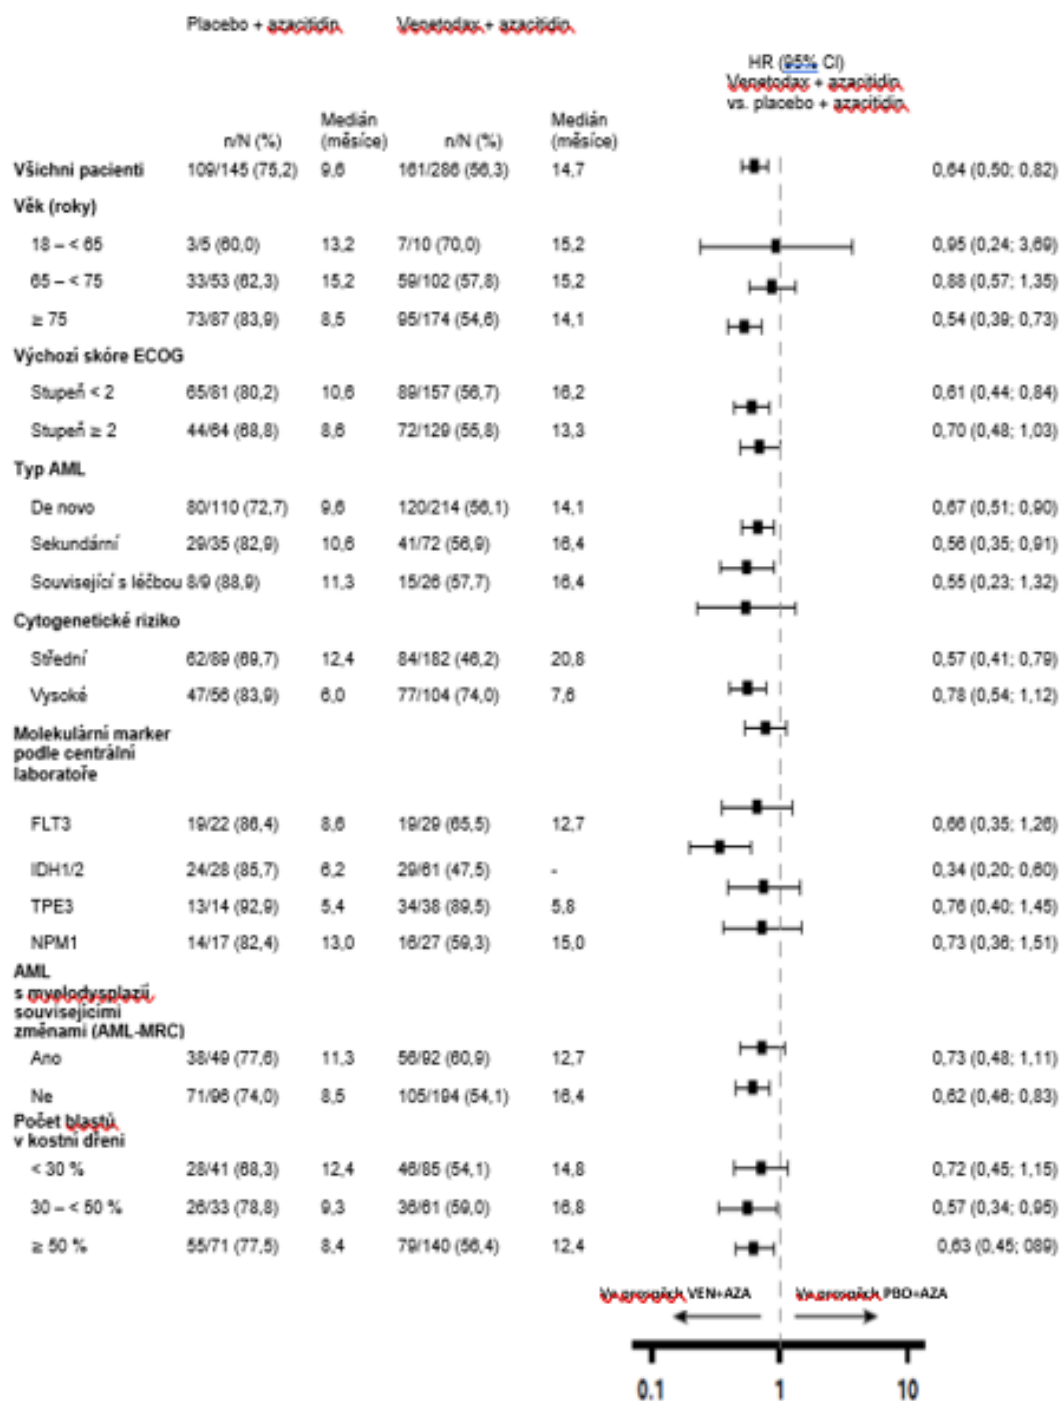 Placebo + azacitidin Venetodax + azacitidin
HR (95% CI)
Venetodax + azacitidin
vs. placebo + azacitidin
n/N (%) Medián (měsíce) n/N (%) Medián (měsíce)
Všichni pacienti 109/145 (75,2) 9,6 161/286 (56,3) 14,7 0,64 (0,50; 0,82)
Věk (roky)
18 – < 65 3/5 (60,0) 13,2 7/10 (70,0) 15,2 0,95 (0,24; 3,69)
65 – < 75 33/53 (62,3) 15,2 59/102 (57,8) 15,2 0,88 (0,57; 1,35)
≥ 75 73/87 (83,9) 8,5 95/174 (54,6) 14,1 0,54 (0,39; 0,73)
Výchozí skóre ECOG
Stupeň < 2 65/81 (80,2) 10,6 89/157 (56,7) 16,2 0,61 (0,44; 0,84)
Stupeň ≥ 2 44/64 (68,8) 8,6 72/129 (55,8) 13,3 0,70 (0,48; 1,03)
Typ AML
De novo 80/110 (72,7) 9,6 120/214 (56,1) 14,1 0,67 (0,51; 0,90)
Sekundární 29/35 (82,9) 10,6 41/72 (56,9) 16,4 0,56 (0,35; 0,91)
Související s léčbou 8/9 (88,9) 11,3 15/26 (57,7) 16,4 0,55 (0,23; 1,32)
Cytogenetické riziko
Střední 62/89 (69,7) 12,4 84/182 (46,2) 20,8 0,57 (0,41; 0,79)
Vysoké 47/56 (83,9) 6,0 77/104 (74,0) 7,6 0,78 (0,54; 1,12)
Molekulární marker
podle centrální
laboratoře
FLT3 19/22 (86,4) 8,6 19/29 (65,5) 12,7 0,66 (0,35; 1,26)
IDH1/2 24/28 (85,7) 6,2 29/61 (47,5) - 0,34 (0,20; 0,60)
TPE3 13/14 (92,9) 5,4 34/38 (89,5) 5,8 0,76 (0,40; 1,45)
NPM1 14/17 (82,4) 13,0 16/27 (59,3) 15,0 0,73 (0,36; 1,51)
AML
s myelodysplazií
souvisejícími
změnami (AML-MRC)
Ano 38/49 (77,6) 11,3 56/92 (60,9) 12,7 0,73 (0,48; 1,11)
Ne 71/96 (74,0) 8,5 105/194 (54,1) 16,4 0,62 (0,46; 0,83)
Počet blastů
v kostní dřeni
< 30 % 28/41 (68,3) 12,4 46/85 (54,1) 14,8 0,72 (0,45; 1,15)
30 – < 50 % 26/33 (78,8) 9,3 36/61 (59,0) 16,8 0,57 (0,34; 0,95)
≥ 50 % 55/71 (77,5) 8,4 79/140 (56,4) 12,4 0,63 (0,45; 089)
Ve prospěch VEN+AZA Ve prospěch PBO+AZA
0.1 1 10